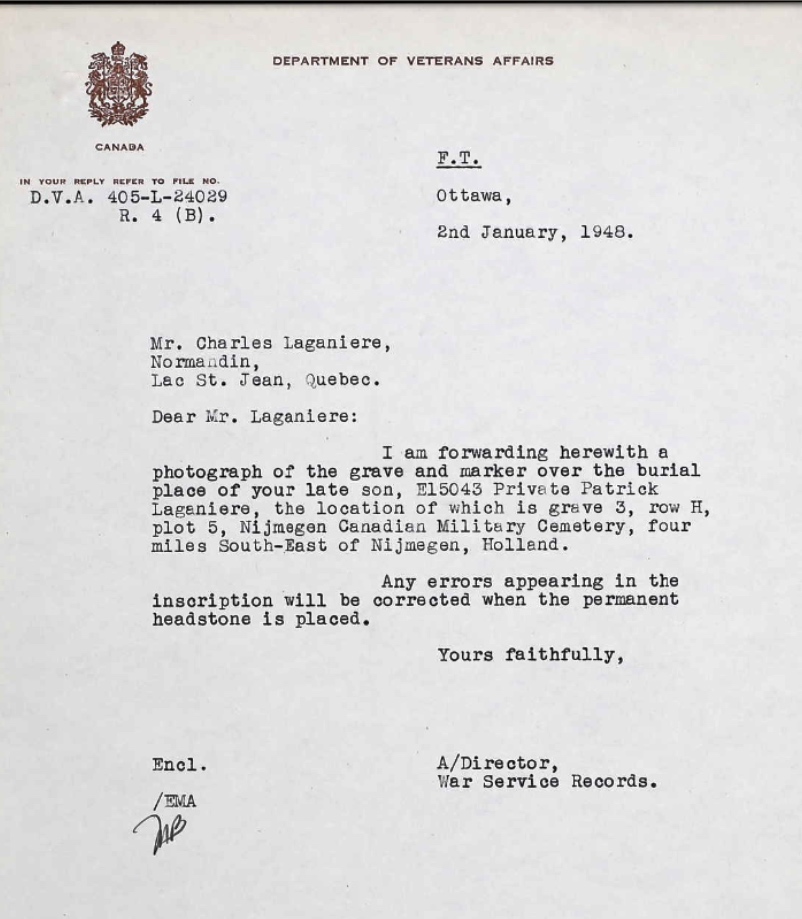 DEPARTMENT OF VETERANS AFFAIRS
CANADA
IN YOUR REPLY REFER TO FILE NO.
D.V.A. 405-L-24029
R. 4 (B).
F.T.
Ottawa,
2nd January, 1948.
Mr. Charles Laganiere,
Normandin,
Lac St. Jean, Quebec.
Dear Mr. Laganiere:
I am forwarding herewith a
photograph of the grave and marker over the burial
place of your late son, E15043 Private Patrick
Laganiere, the location of which is grave 3, row H,
plot 5, Nijmegen Canadian Military Cemetery, four
miles South-East of Nijmegen, Holland.
Any errors appearing in the
inscription will be corrected when the permanent
headstone is placed.
Yours faithfully,
A/Director,
War Service Records.
Encl.
/EMA